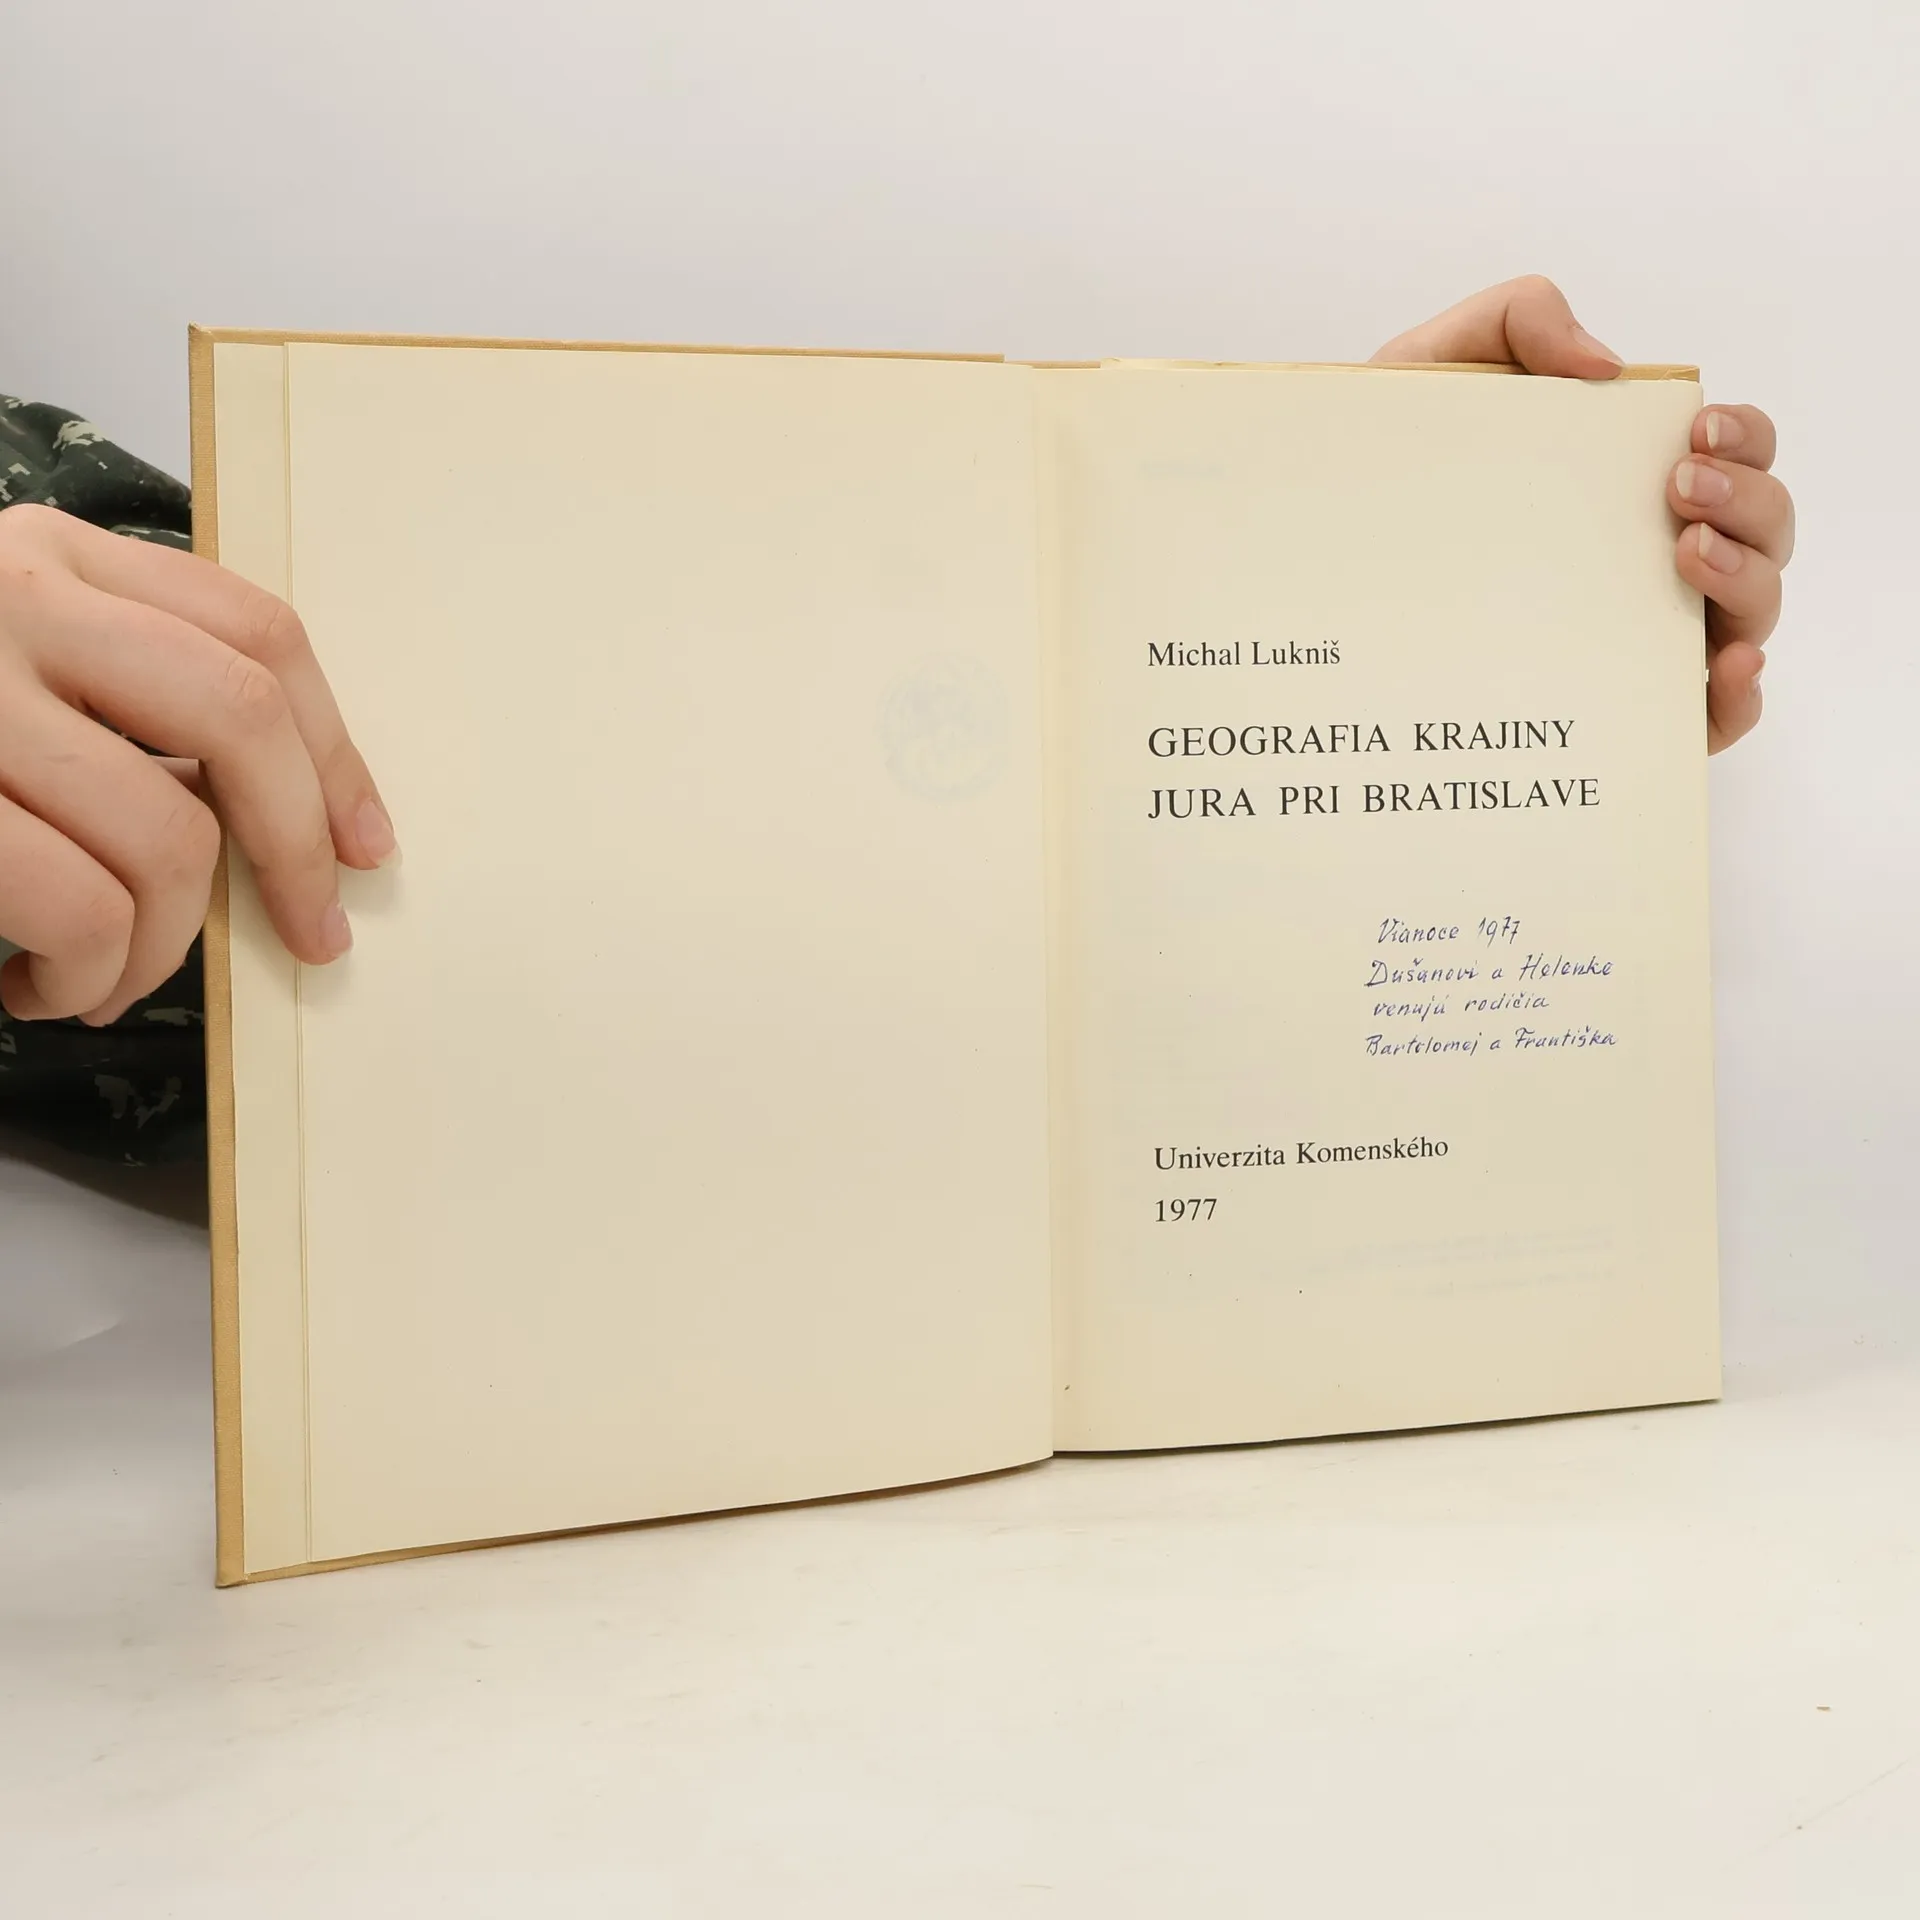 Michal Lukniš
GEOGRAFIA KRAJINY
JURA PRI BRATISLAVE
Vianoce 1977
Dušanovi a Helenke
venujú rodičia
Bartolomej a Františka
Univerzita Komenského
1977